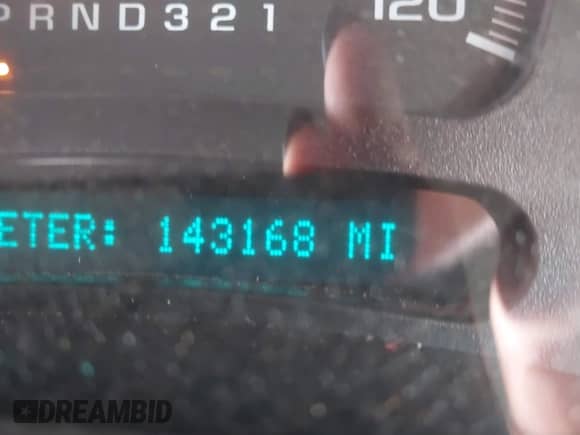 PRND321
120
ETER: 143168 MI
DREAMBID